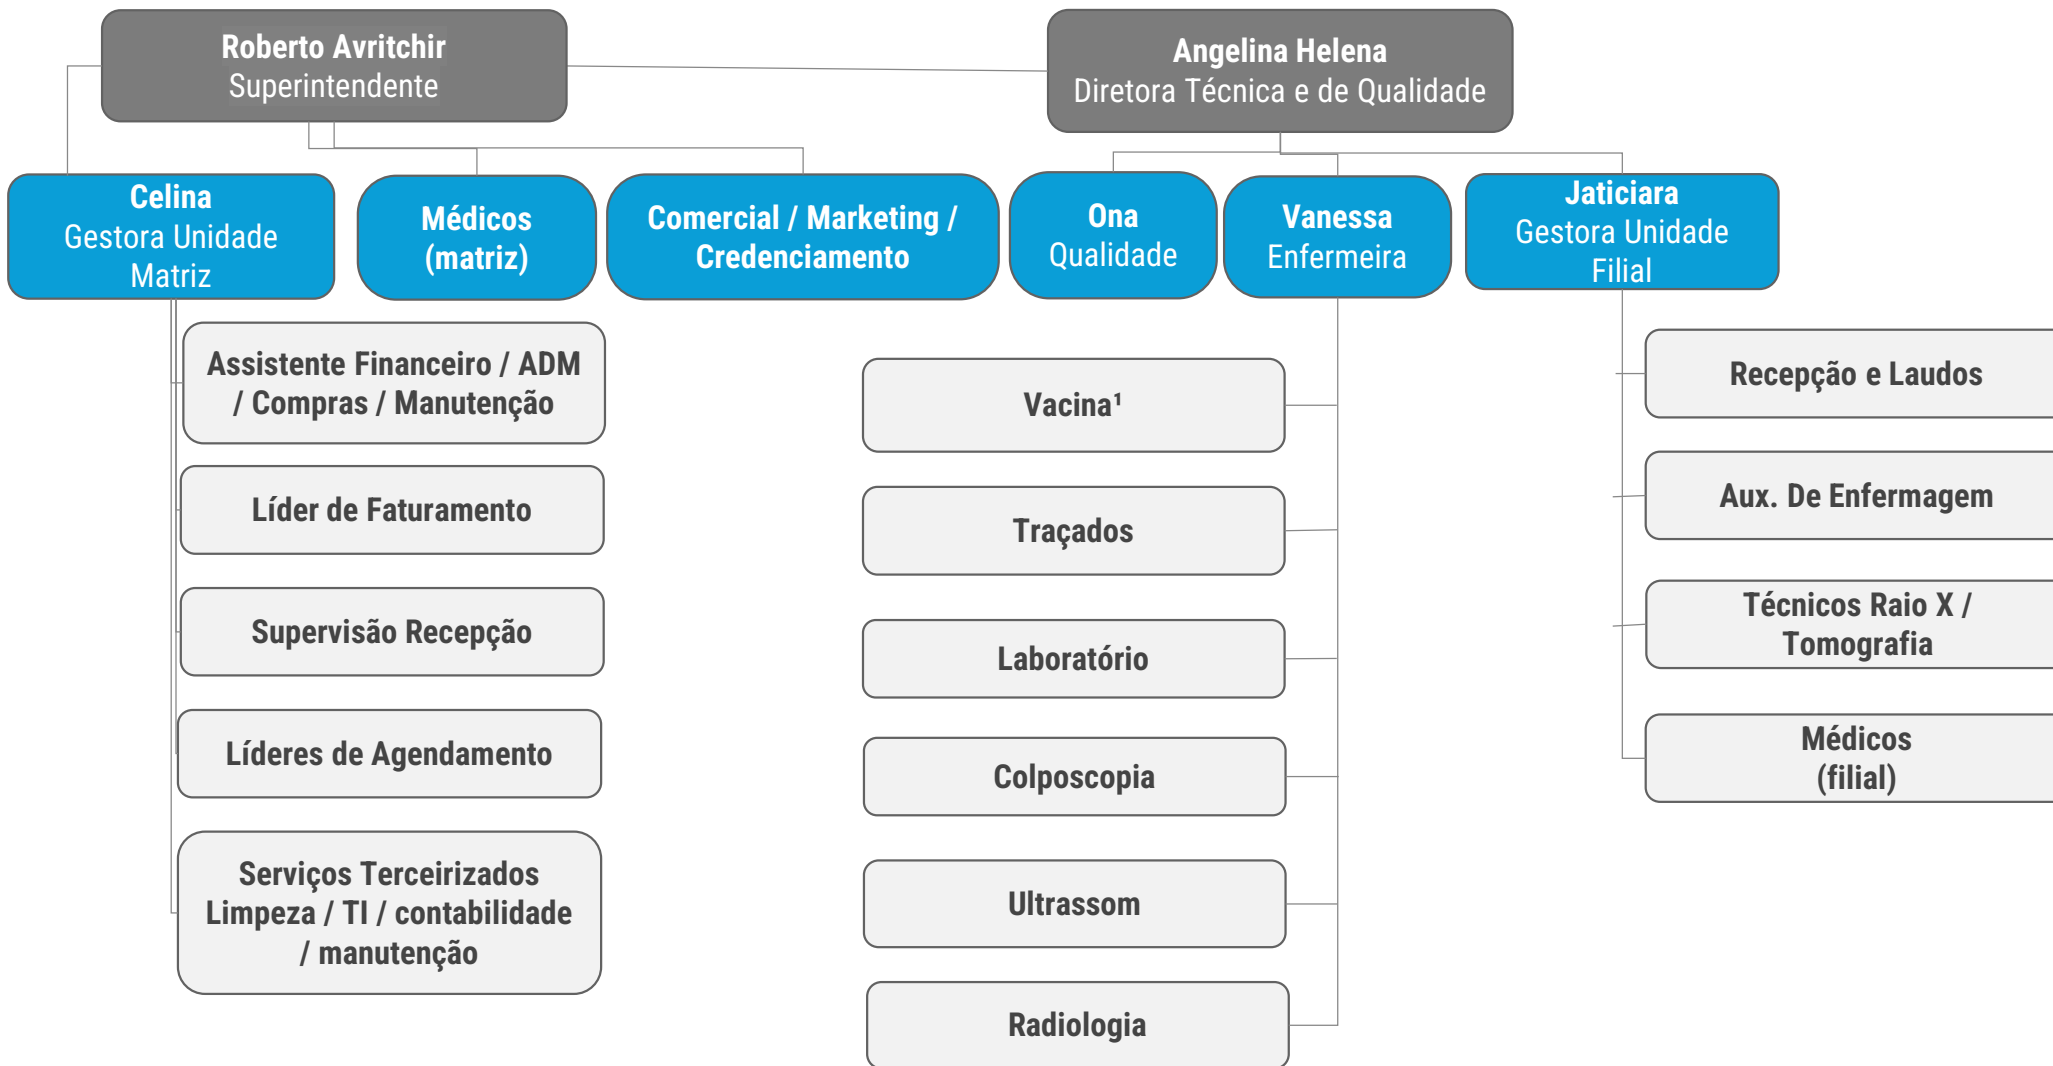 Roberto Avritchir
Superintendente
Angelina Helena
Diretora Técnica e de Qualidade
Celina
Gestora Unidade
Matriz
Médicos
(matriz)
Comercial / Marketing /
Credenciamento
Ona
Qualidade
Vanessa
Enfermeira
Jaticiara
Gestora Unidade
Filial
Assistente Financeiro / ADM
/ Compras / Manutenção
Líder de Faturamento
Supervisão Recepção
Líderes de Agendamento
Serviços Terceirizados
Limpeza / TI / contabilidade
/ manutenção
Vacina¹
Traçados
Laboratório
Colposcopia
Ultrassom
Radiologia
Recepção e Laudos
Aux. De Enfermagem
Técnicos Raio X /
Tomografia
Médicos
(filial)